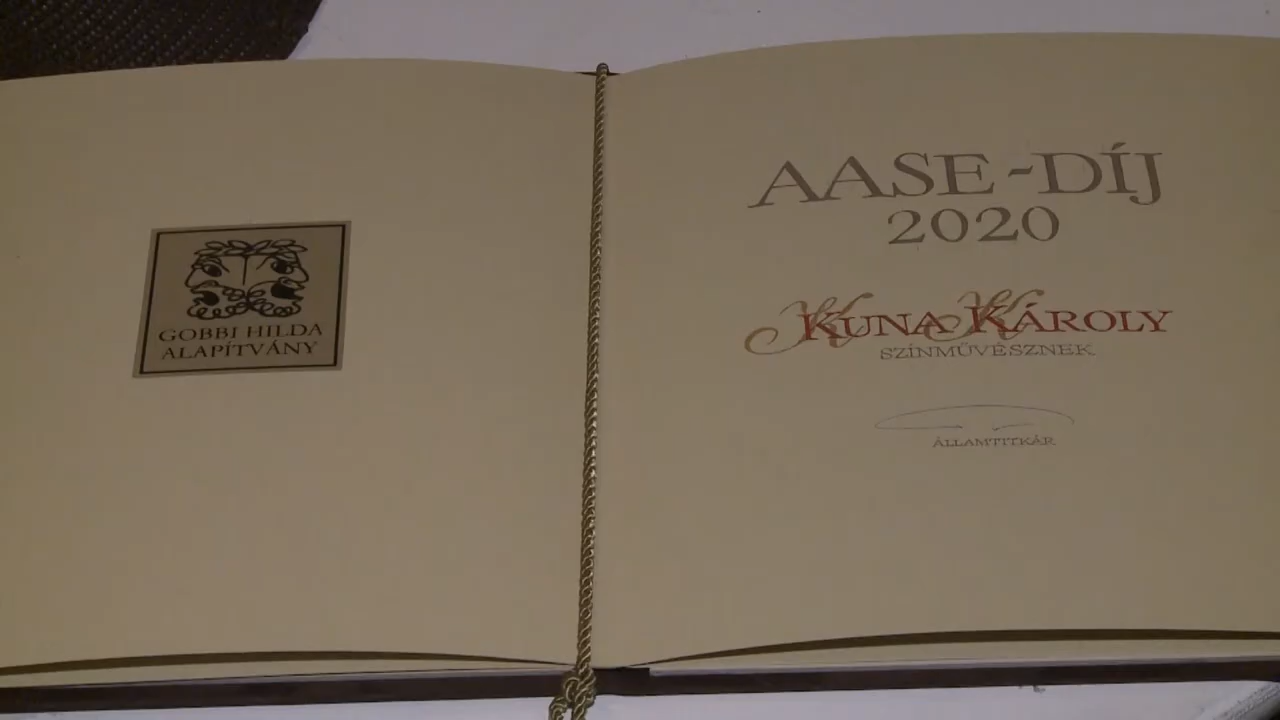 GOBBI HILDA
ALAPÍTVÁNY
AASE-DÍJ
2020
KUNA KÁROLY
SZÍNMŰVÉSZNEK
ÁLLAMTITKÁR